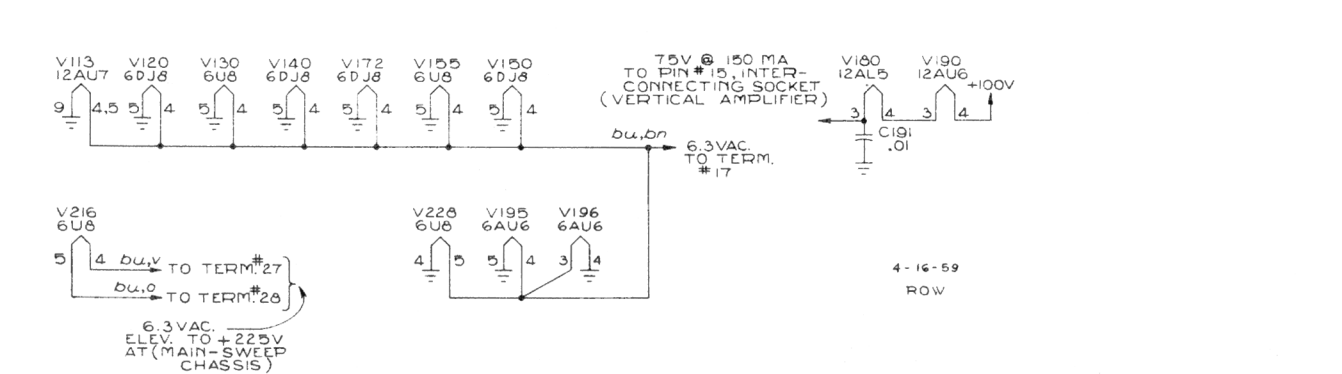 V113 V120 V130 V140 V172 V155 V150
12AU7 6DJ8 6U8 6DJ8 6DJ8 6U8 6DJ8
9 4,5 5 4 5 4 5 4 5 4 5 4 5 4
75V @ 150 MA
TO PIN #15, INTER-
CONNECTING SOCKET
(VERTICAL AMPLIFIER)
V180 V190
12AL5 12AU6
+100V
3 4 3 4
C191
.01
bu,bn
6.3VAC.
TO TERM.
#17
V216
6U8
5 4
bu,v TO TERM.#27
bu,o TO TERM.#28
6.3VAC.
ELEV. TO +225V
AT(MAIN-SWEEP
CHASSIS)
V228 V195 V196
6U8 6AU6 6AU6
4 5 5 4 3 4
4-16-59
ROW